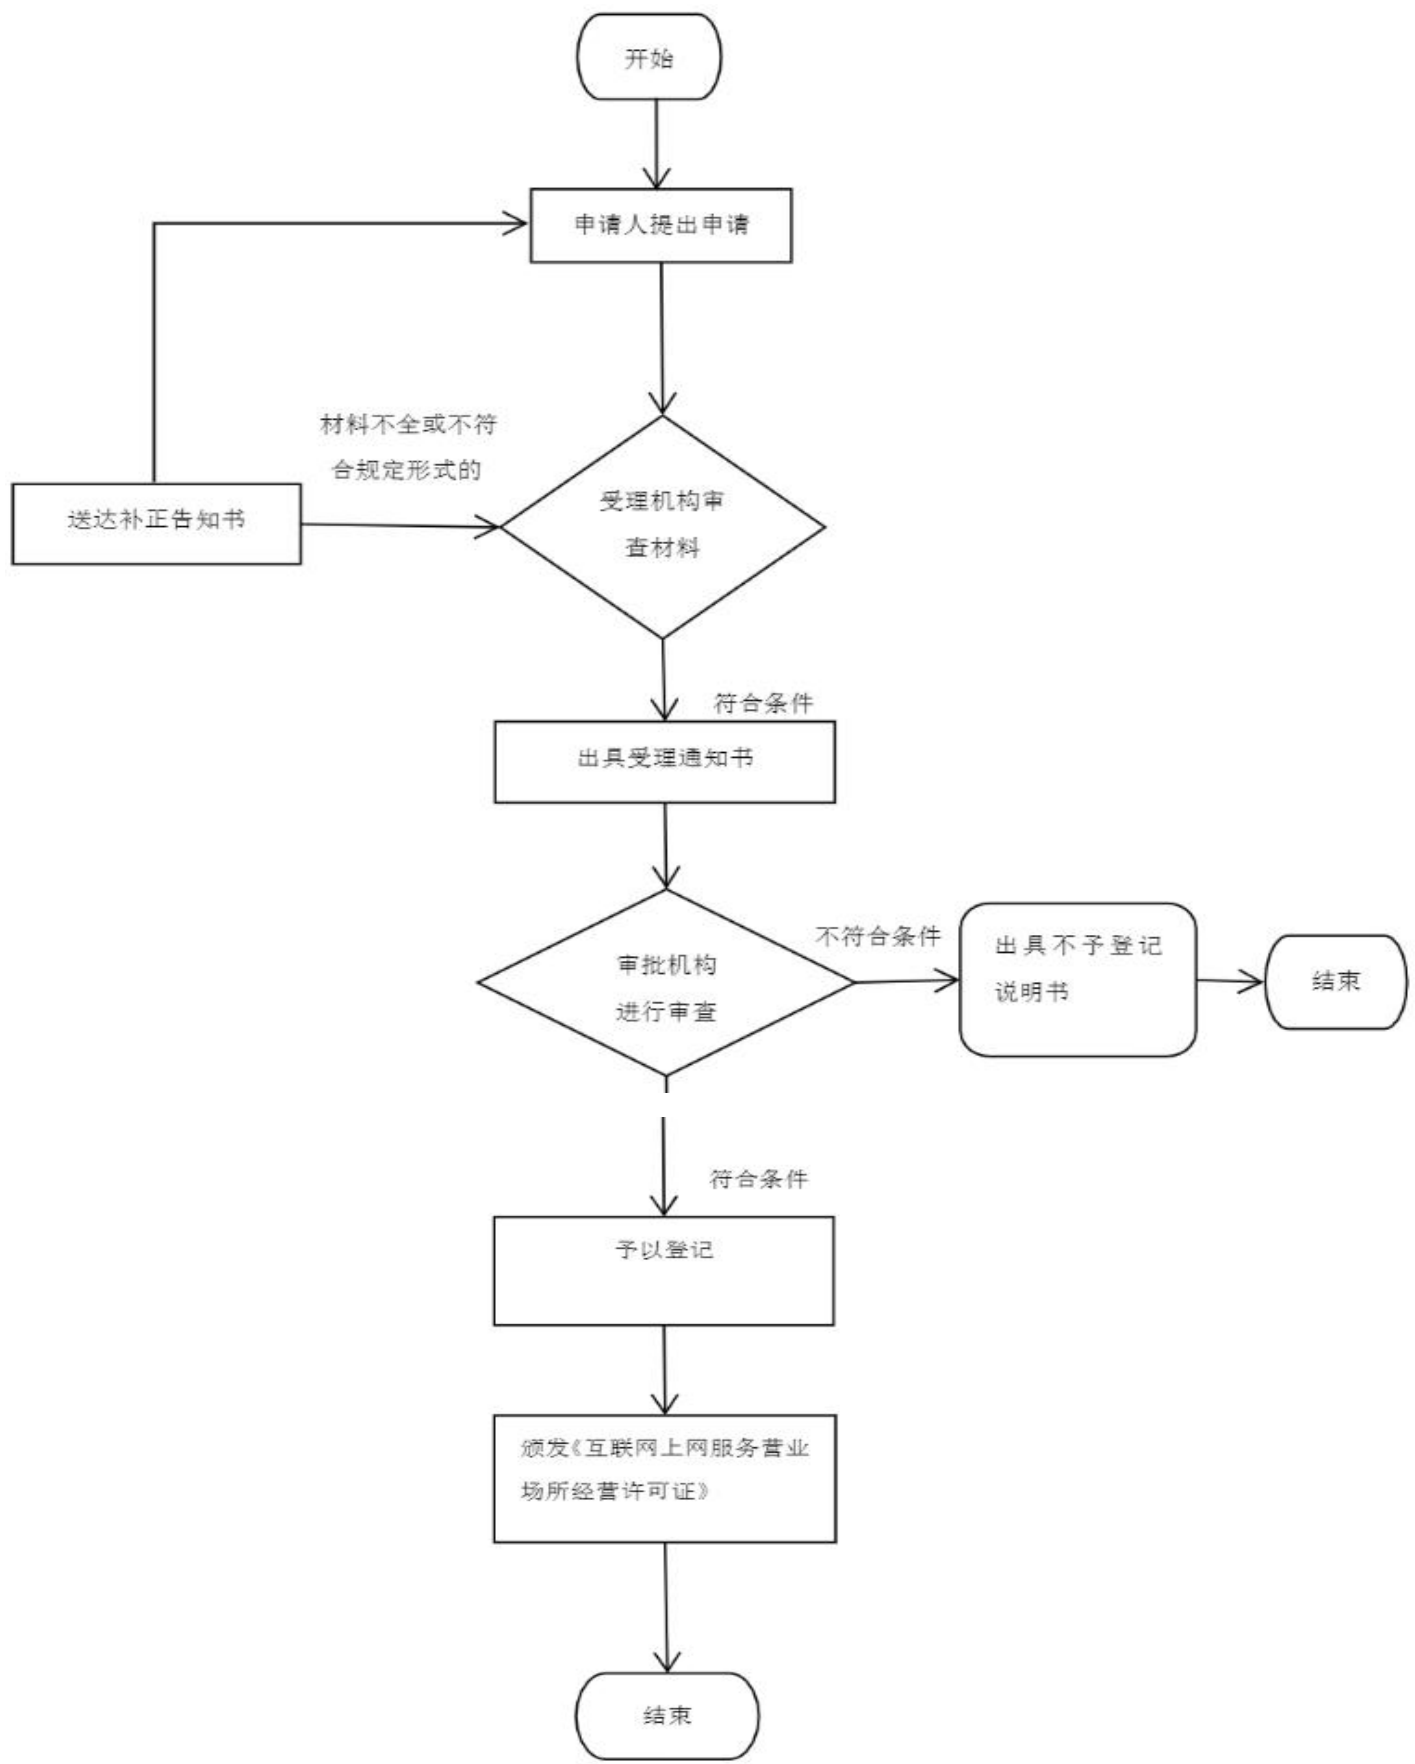 开始
申请人提出申请
材料不全或不符
合规定形式的
送达补正告知书
受理机构审
查材料
符合条件
出具受理通知书
审批机构
进行审查
不符合条件
出具不予登记
说明书
结束
符合条件
予以登记
颁发《互联网上网服务营业
场所经营许可证》
结束